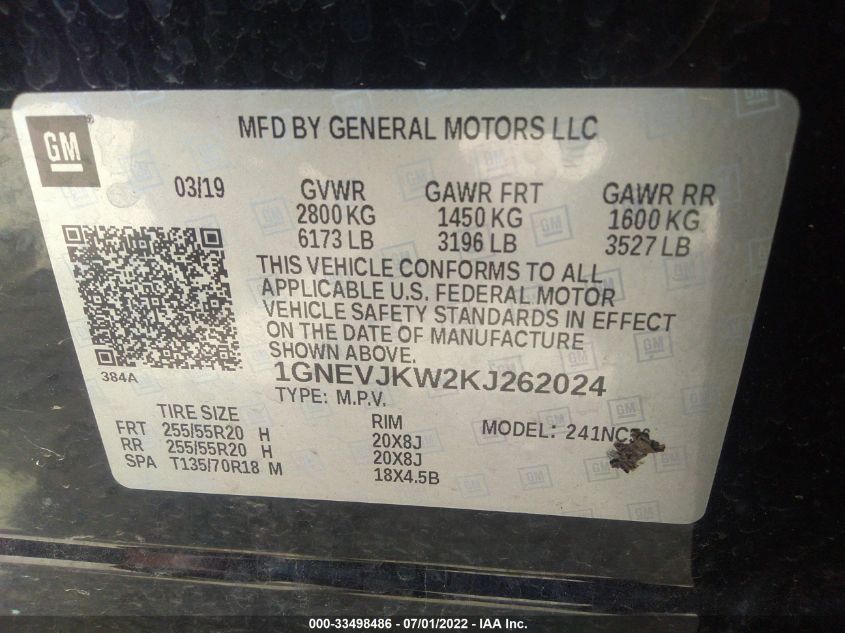 GM
MFD BY GENERAL MOTORS LLC
03/19 GVWR GAWR FRT GAWR RR
2800 KG 1450 KG 1600 KG
6173 LB 3196 LB 3527 LB
THIS VEHICLE CONFORMS TO ALL
APPLICABLE U.S. FEDERAL MOTOR
VEHICLE SAFETY STANDARDS IN EFFECT
ON THE DATE OF MANUFACTURE
SHOWN ABOVE.
384A
1GNEVJKW2KJ262024
TYPE: M.P.V.
TIRE SIZE RIM MODEL:
FRT 255/55R20 H 20X8J
RR 255/55R20 H 20X8J
SPA T135/70R18 M 18X4.5B
000-33498486 - 07/01/2022 - IAA Inc.